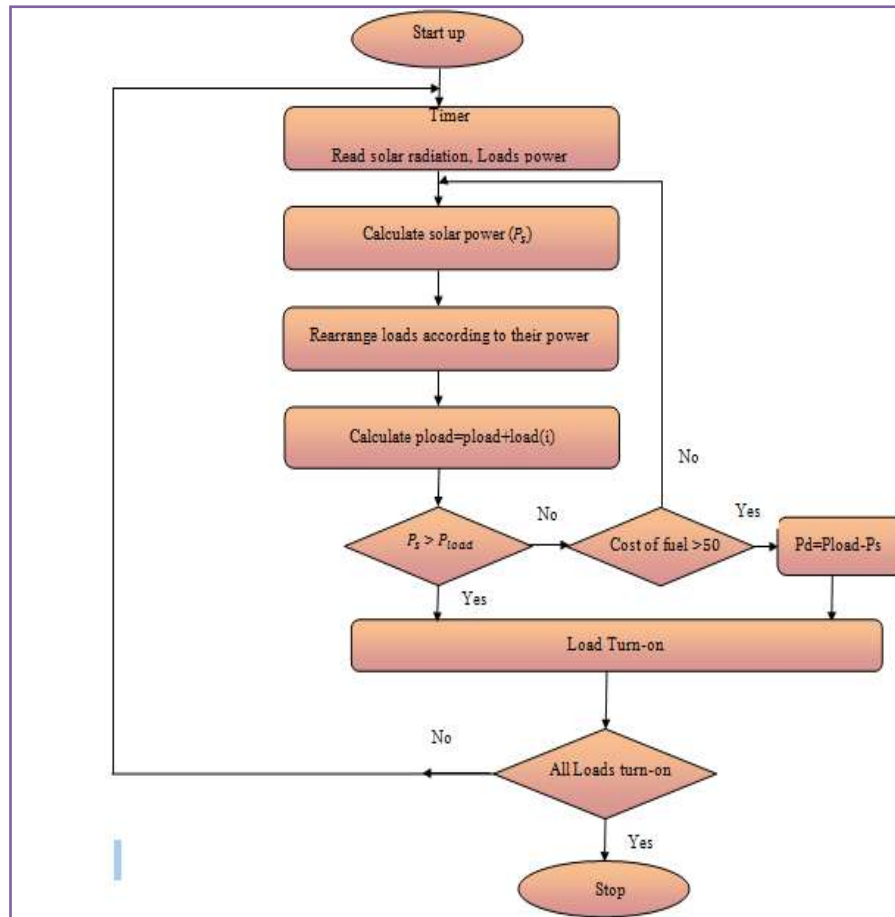 Start up
Timer
Read solar radiation, Loads power
Calculate solar power (Pₛ)
Rearrange loads according to their power
Calculate pload=pload+load(i)
No
Pₛ > Pₗₒₐd
No
Cost of fuel >50
Yes
Pd=Pload-Ps
Yes
Load Turn-on
No
All Loads turn-on
Yes
Stop